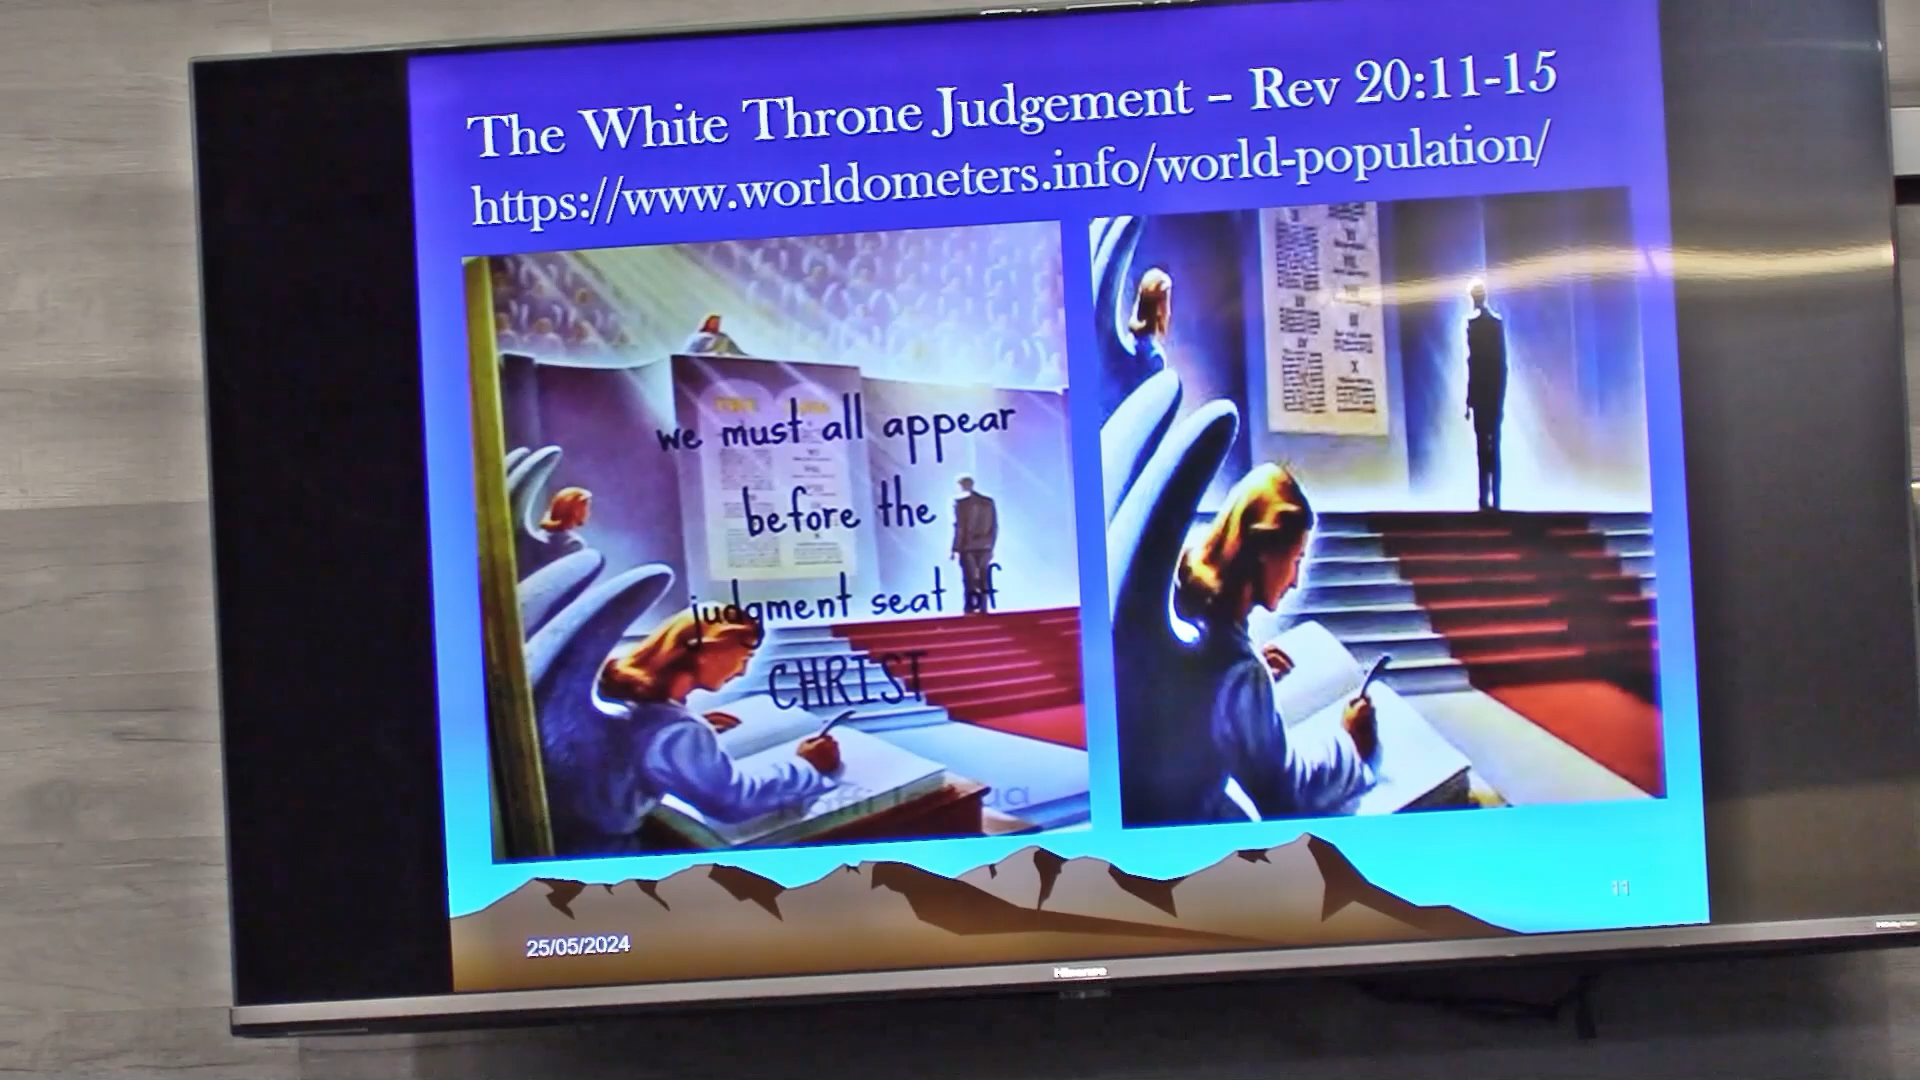 The White Throne Judgement – Rev 20:11-15
https://www.worldometers.info/world-population/
we must all appear
before the
judgment seat of
CHRIST
X
25/05/2024
11
Hisense